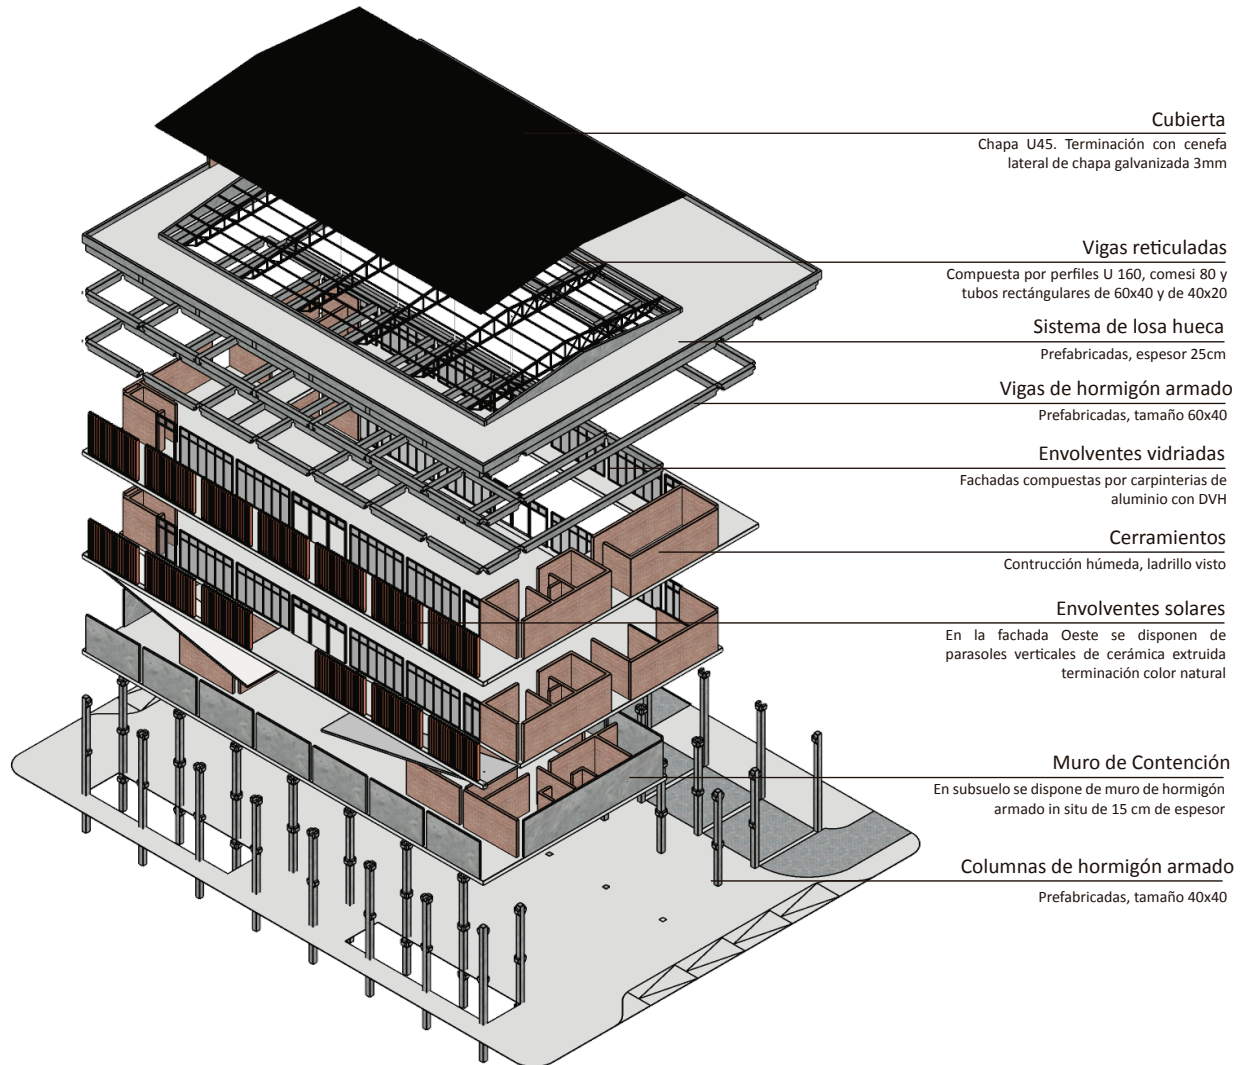 Cubierta
Chapa U45. Terminación con cenefa
lateral de chapa galvanizada 3mm
Vigas reticuladas
Compuesta por perfiles U 160, comesi 80 y
tubos rectángulares de 60x40 y de 40x20
Sistema de losa hueca
Prefabricadas, espesor 25cm
Vigas de hormigón armado
Prefabricadas, tamaño 60x40
Envolventes vidriadas
Fachadas compuestas por carpinterias de
aluminio con DVH
Cerramientos
Contrucción húmeda, ladrillo visto
Envolventes solares
En la fachada Oeste se disponen de
parasoles verticales de cerámica extruida
terminación color natural
Muro de Contención
En subsuelo se dispone de muro de hormigón
armado in situ de 15 cm de espesor
Columnas de hormigón armado
Prefabricadas, tamaño 40x40